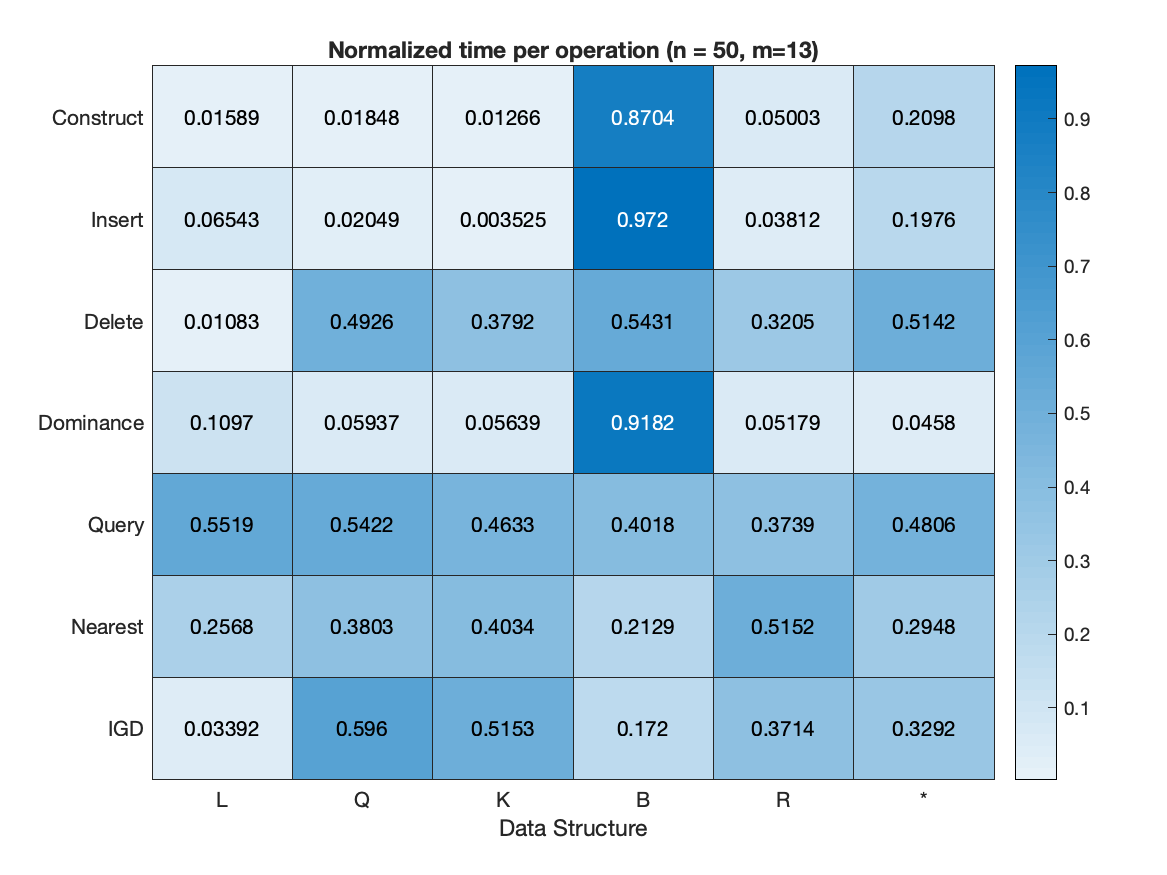 Normalized time per operation (n = 50, m=13)
Construct 0.01589 0.01848 0.01266 0.8704 0.05003 0.2098
Insert 0.06543 0.02049 0.003525 0.972 0.03812 0.1976
Delete 0.01083 0.4926 0.3792 0.5431 0.3205 0.5142
Dominance 0.1097 0.05937 0.05639 0.9182 0.05179 0.0458
Query 0.5519 0.5422 0.4633 0.4018 0.3739 0.4806
Nearest 0.2568 0.3803 0.4034 0.2129 0.5152 0.2948
IGD 0.03392 0.596 0.5153 0.172 0.3714 0.3292
L Q K B R *
Data Structure
0.9
0.8
0.7
0.6
0.5
0.4
0.3
0.2
0.1